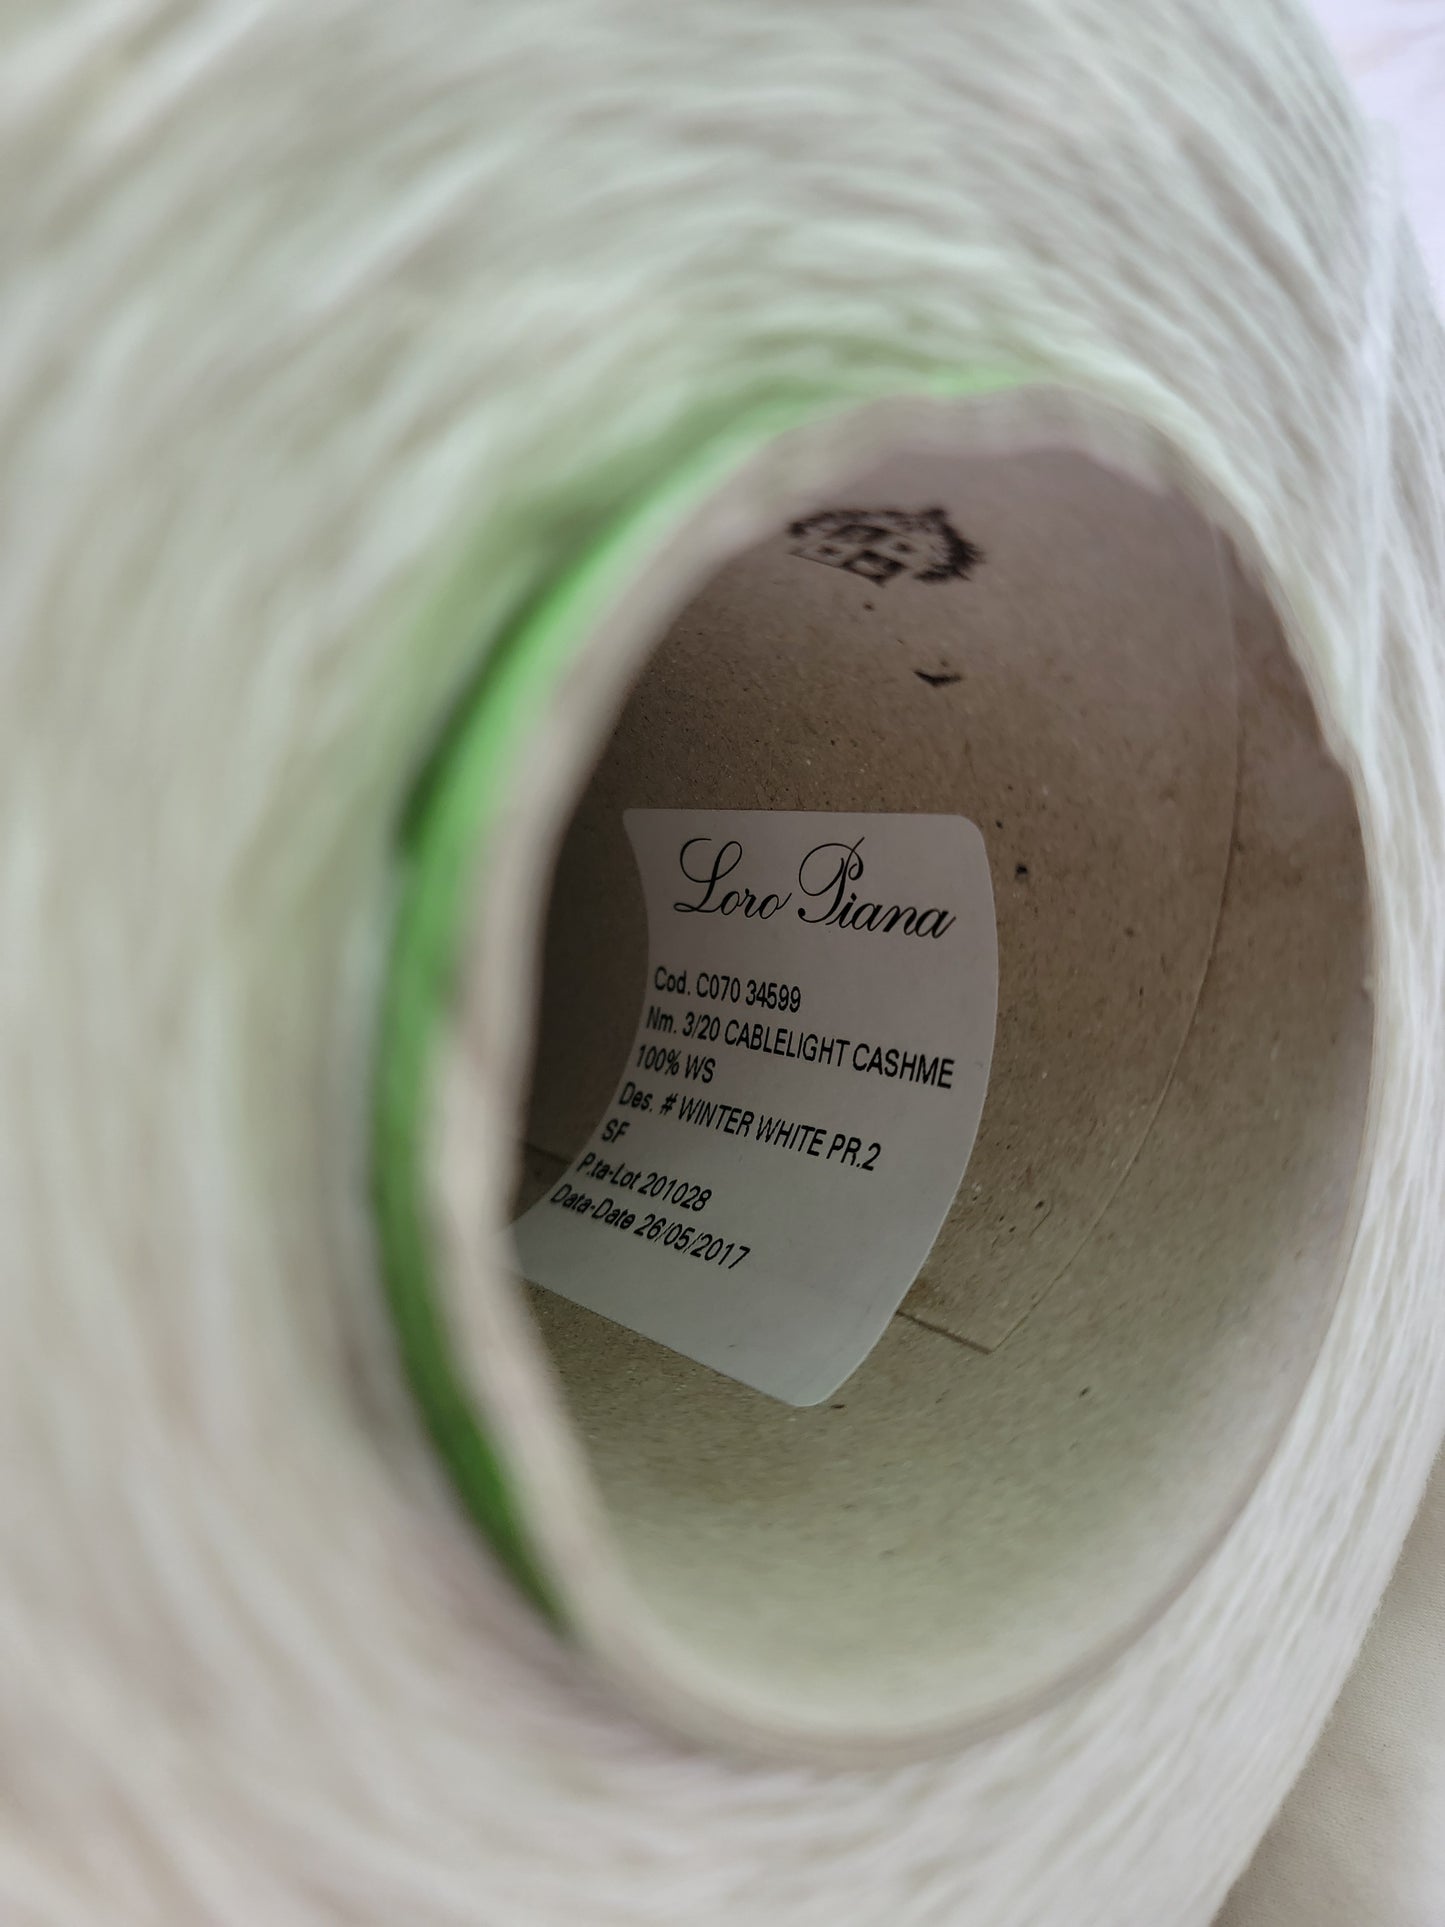 Loro Piana
Cod. C070 34599
Nm. 3/20 CABLELIGHT CASHME
100% WS
Des. # WINTER WHITE PR.2
SF
P.ta-Lot 201028
Data-Date 26/05/2017